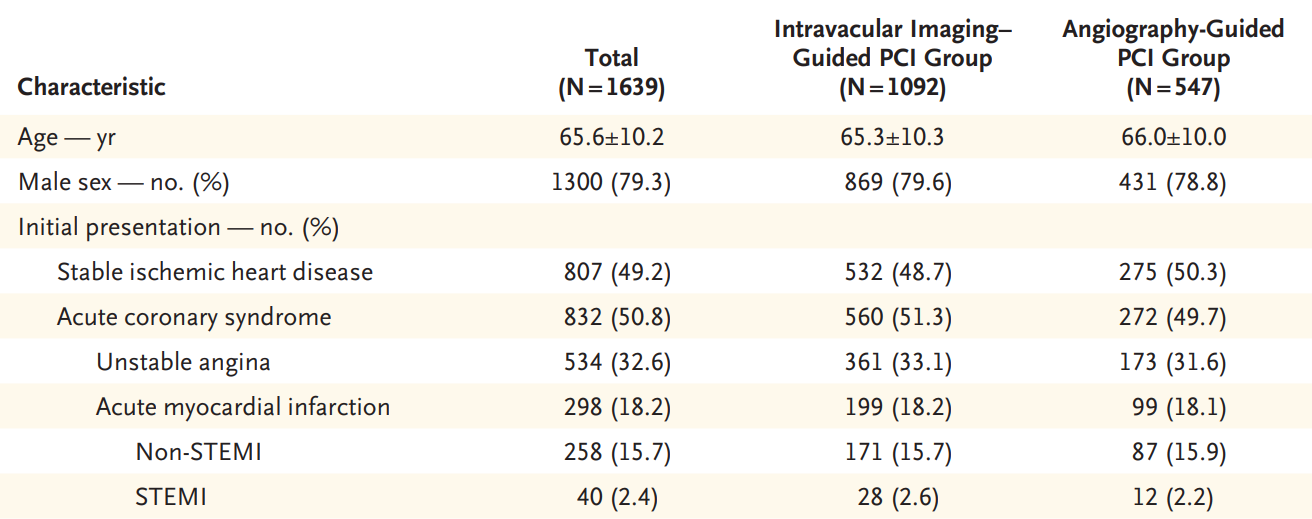 Characteristic Total (N=1639) Intravacular Imaging–Guided PCI Group (N=1092) Angiography-Guided PCI Group (N=547)
Age — yr 65.6±10.2 65.3±10.3 66.0±10.0
Male sex — no. (%) 1300 (79.3) 869 (79.6) 431 (78.8)
Initial presentation — no. (%)
Stable ischemic heart disease 807 (49.2) 532 (48.7) 275 (50.3)
Acute coronary syndrome 832 (50.8) 560 (51.3) 272 (49.7)
Unstable angina 534 (32.6) 361 (33.1) 173 (31.6)
Acute myocardial infarction 298 (18.2) 199 (18.2) 99 (18.1)
Non-STEMI 258 (15.7) 171 (15.7) 87 (15.9)
STEMI 40 (2.4) 28 (2.6) 12 (2.2)